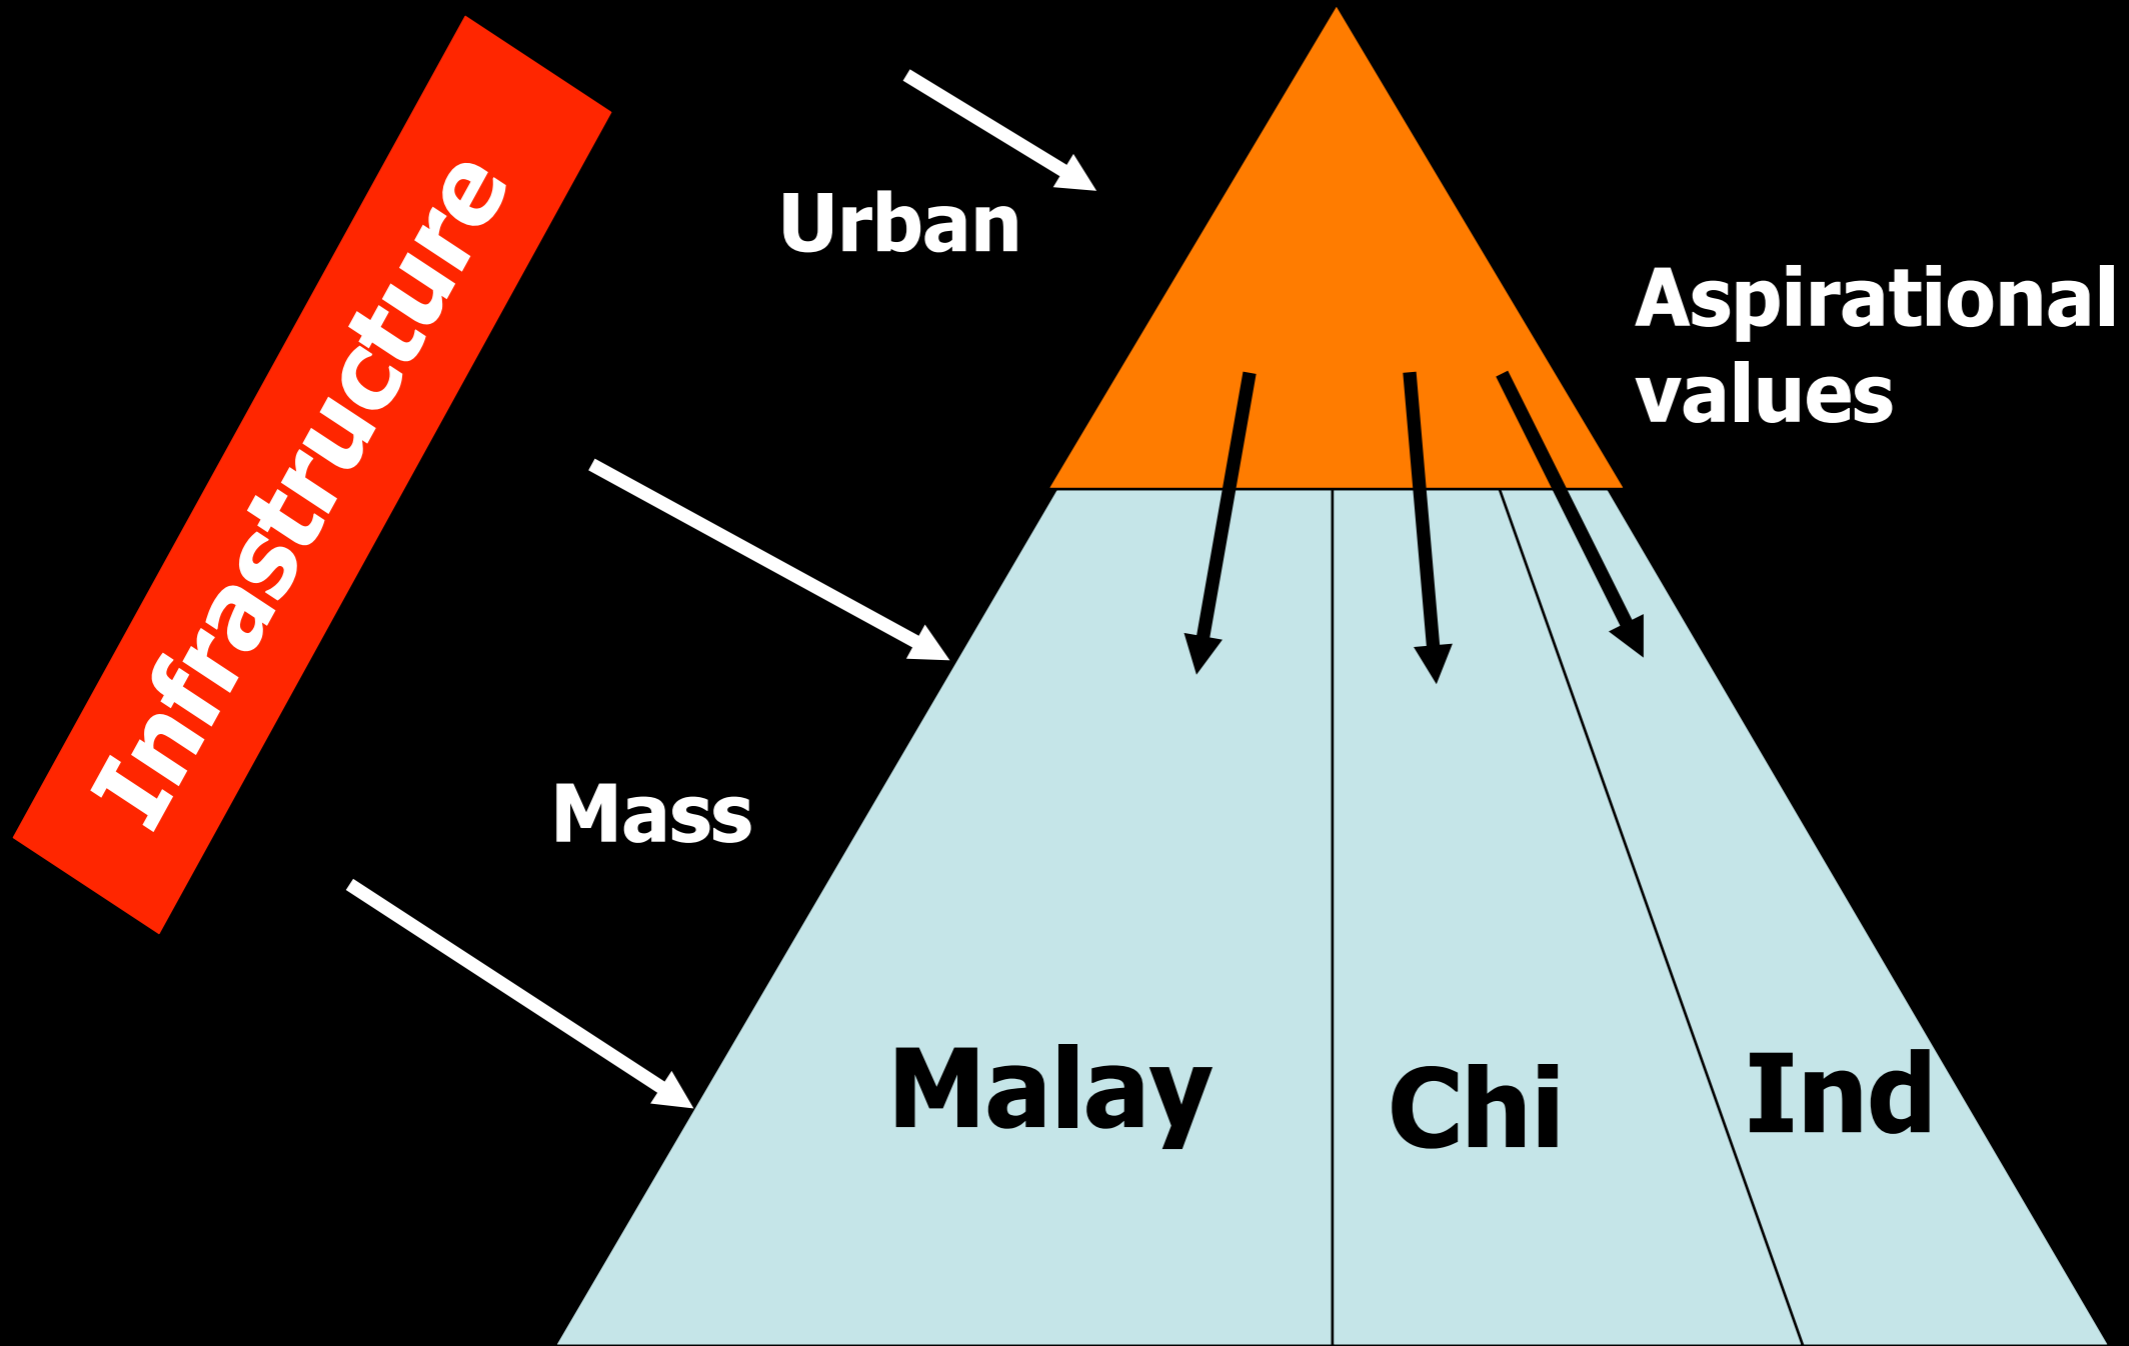 Infrastructure
Urban
Aspirational
values
Mass
Malay
Chi
Ind